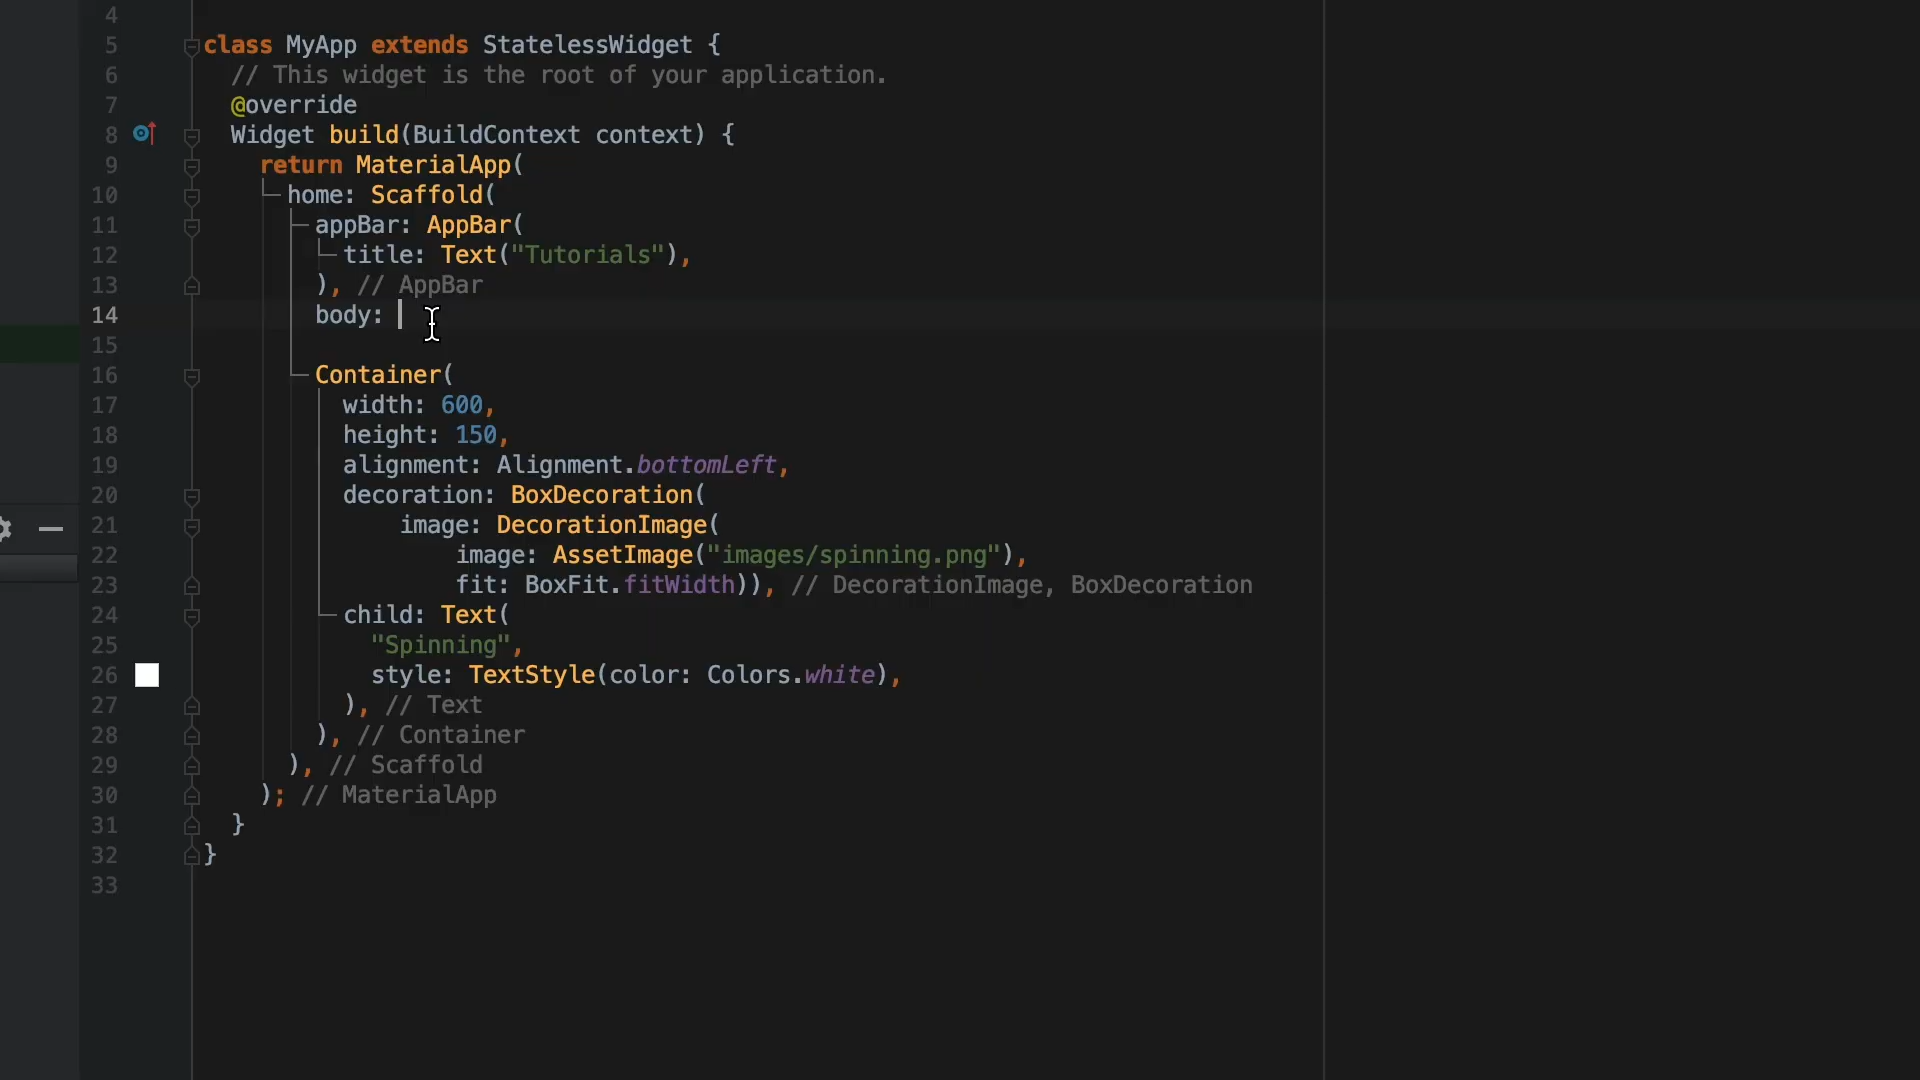 4
5 class MyApp extends StatelessWidget {
6 // This widget is the root of your application.
7 @override
8 Widget build(BuildContext context) {
9 return MaterialApp(
10 home: Scaffold(
11 appBar: AppBar(
12 title: Text("Tutorials"),
13 ), // AppBar
14 body:
15
16 Container(
17 width: 600,
18 height: 150,
19 alignment: Alignment.bottomLeft,
20 decoration: BoxDecoration(
21 image: DecorationImage(
22 image: AssetImage("images/spinning.png"),
23 fit: BoxFit.fitWidth)), // DecorationImage, BoxDecoration
24 child: Text(
25 "Spinning",
26 style: TextStyle(color: Colors.white),
27 ), // Text
28 ), // Container
29 ), // Scaffold
30 ); // MaterialApp
31 }
32 }
33